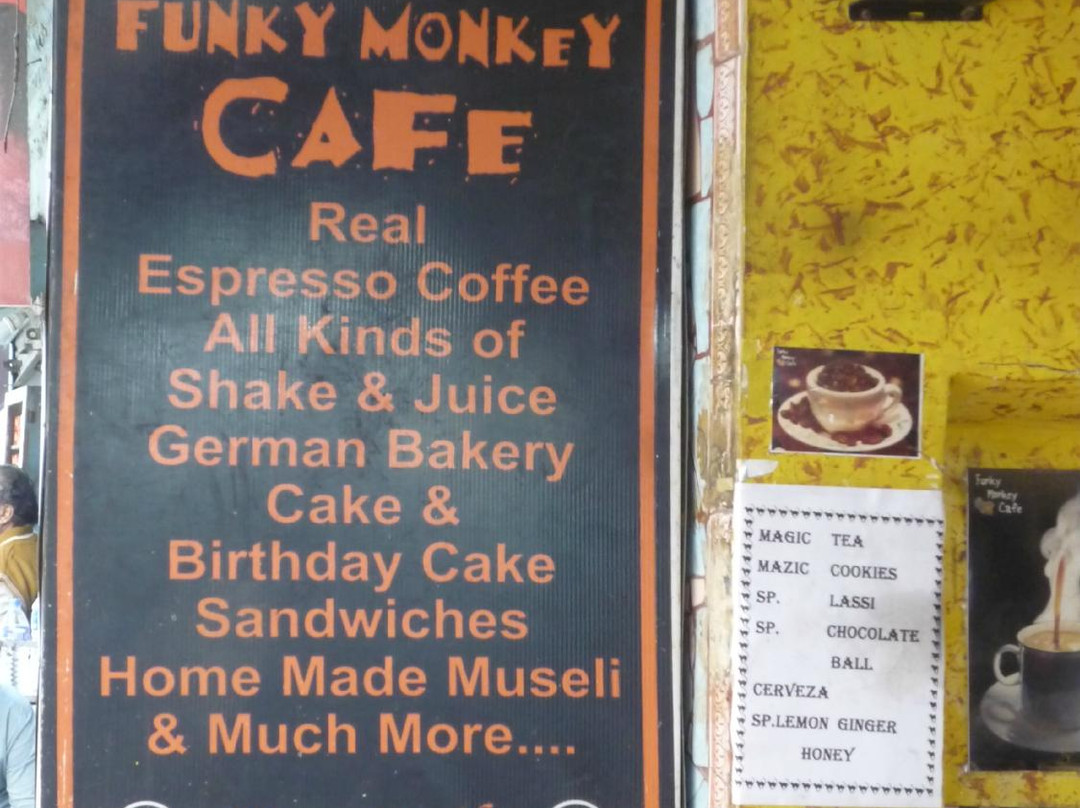 FUNKY MONKEY
CAFE
Real
Espresso Coffee
All Kinds of
Shake & Juice
German Bakery
Cake &
Birthday Cake
Sandwiches
Home Made Museli
& Much More....
MAGIC TEA
MAZIC COOKIES
SP. LASSI
SP. CHOCOLATE
BALL
CERVEZA
SP.LEMON GINGER
HONEY
Funky
Monkey
Cafe